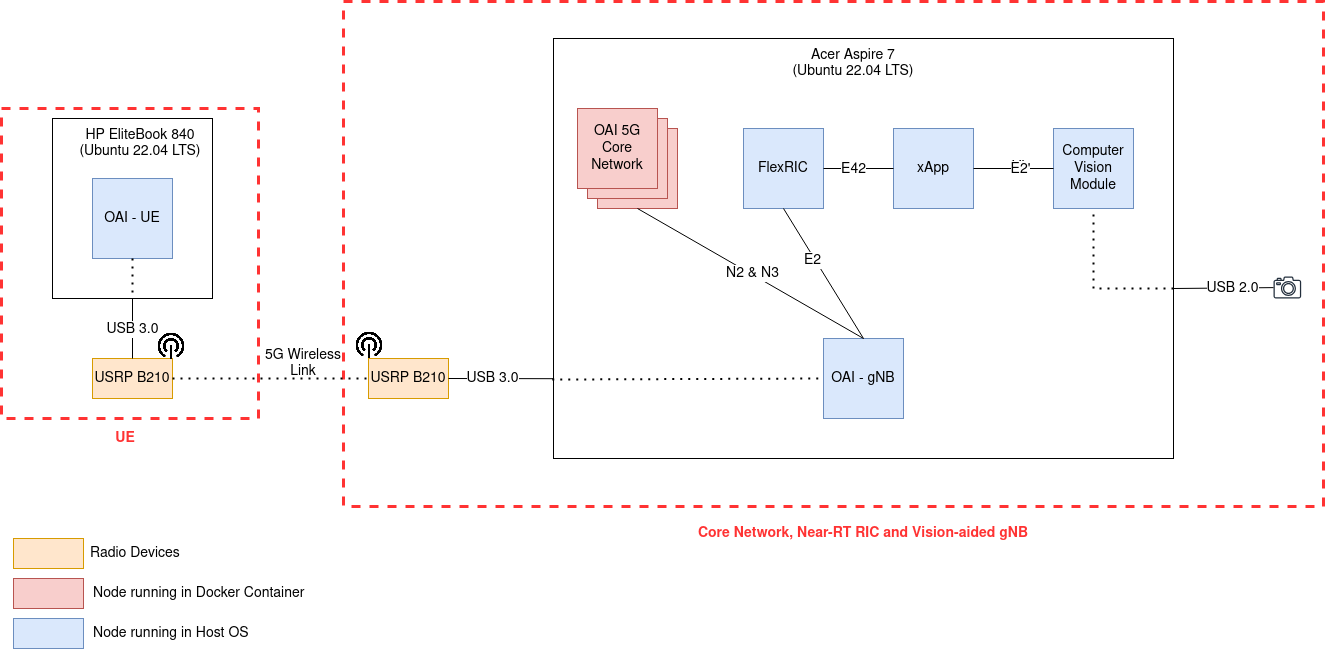 Acer Aspire 7
(Ubuntu 22.04 LTS)
HP EliteBook 840
(Ubuntu 22.04 LTS)
OAI - UE
USB 3.0
USRP B210
UE
5G Wireless
Link
USRP B210
USB 3.0
OAI 5G
Core
Network
FlexRIC
E42
xApp
E2'
Computer
Vision
Module
N2 & N3
E2
OAI - gNB
USB 2.0
Core Network, Near-RT RIC and Vision-aided gNB
Radio Devices
Node running in Docker Container
Node running in Host OS